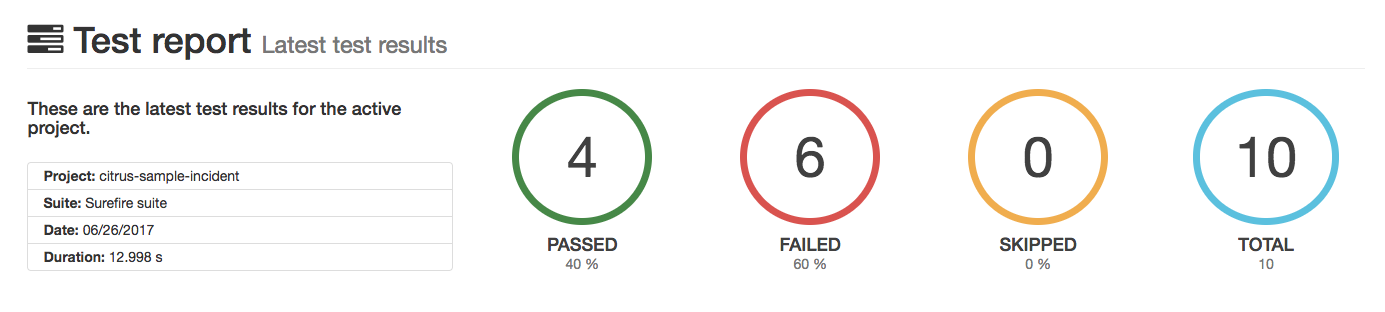 Test report Latest test results
These are the latest test results for the active
project.
Project: citrus-sample-incident
Suite: Surefire suite
Date: 06/26/2017
Duration: 12.998 s
4
PASSED
40 %
6
FAILED
60 %
0
SKIPPED
0 %
10
TOTAL
10